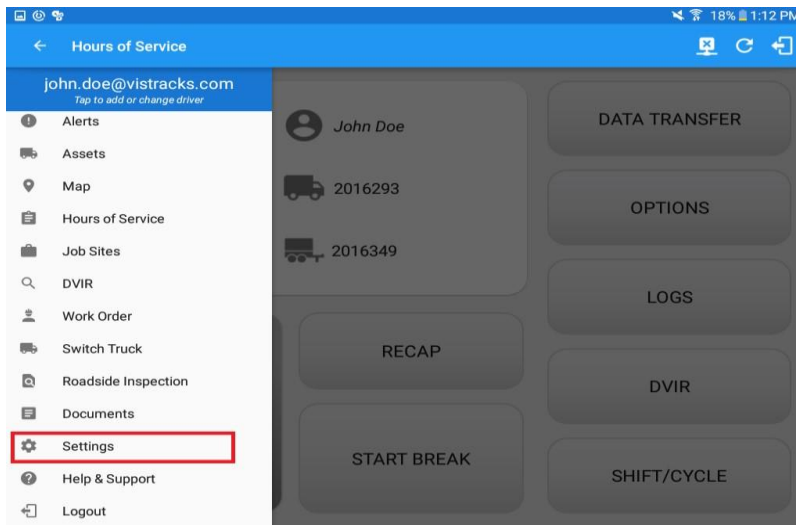 18% 1:12 PM
Hours of Service
john.doe@vistracks.com
Tap to add or change driver
Alerts
Assets
Map
Hours of Service
Job Sites
DVIR
Work Order
Switch Truck
Roadside Inspection
Documents
Settings
Help & Support
Logout
John Doe
2016293
2016349
RECAP
START BREAK
DATA TRANSFER
OPTIONS
LOGS
DVIR
SHIFT/CYCLE